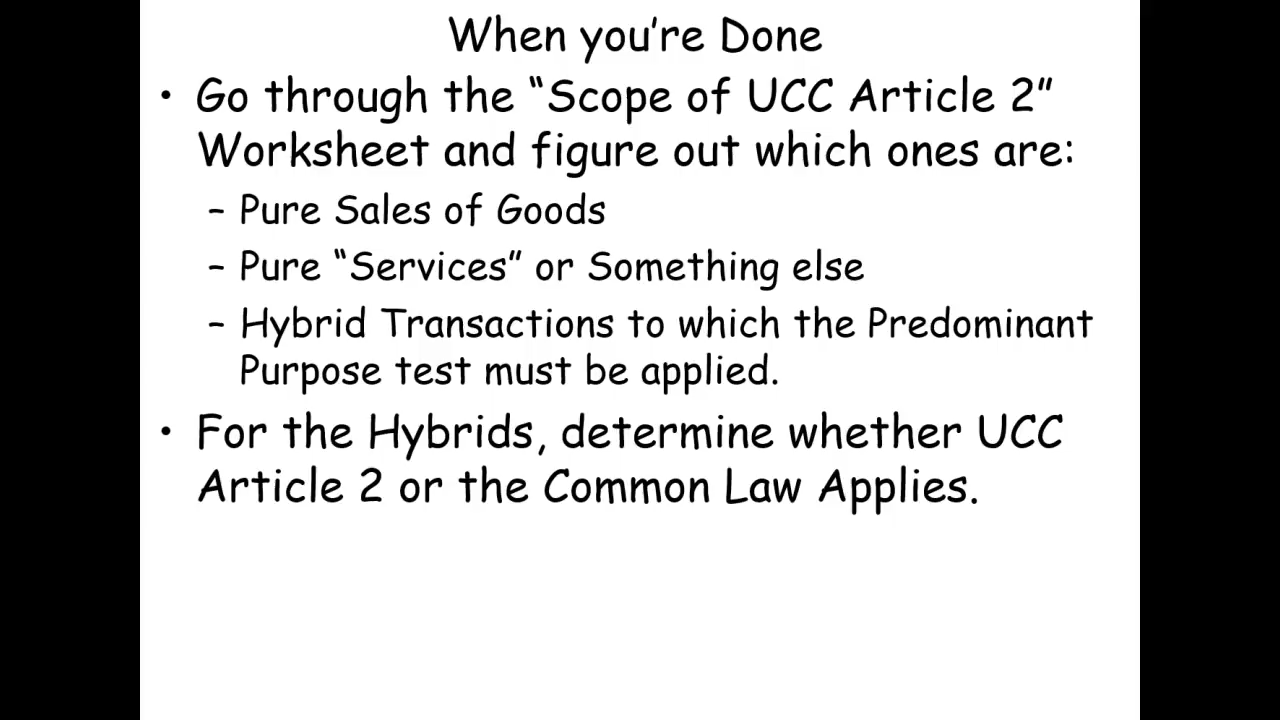 When you're Done
• Go through the “Scope of UCC Article 2”
Worksheet and figure out which ones are:
– Pure Sales of Goods
– Pure “Services” or Something else
– Hybrid Transactions to which the Predominant
Purpose test must be applied.
• For the Hybrids, determine whether UCC
Article 2 or the Common Law Applies.